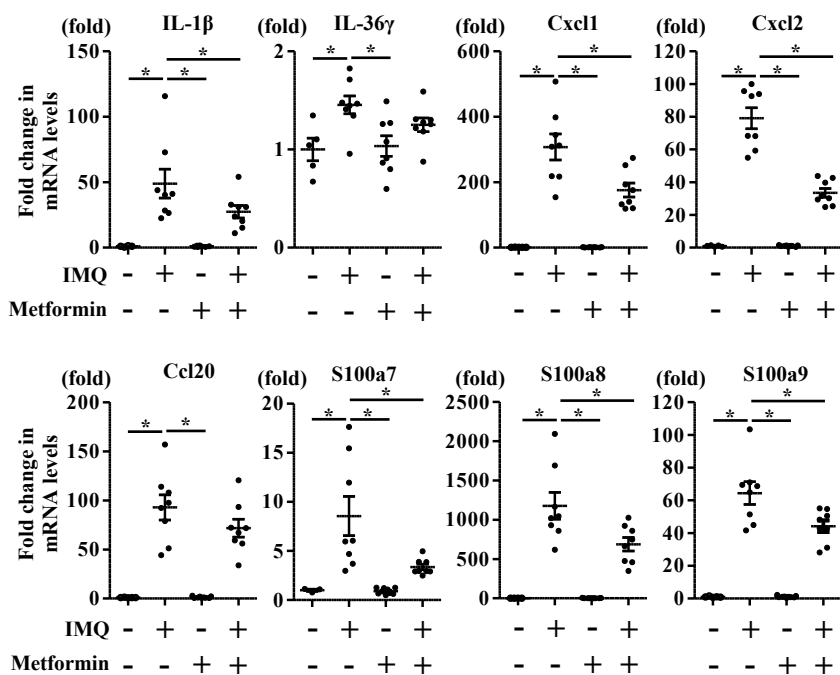 (fold) IL-1β (fold) IL-36γ (fold) Cxcl1 (fold) Cxcl2
Fold change in
mRNA levels
150
100
50
0
* * *
2
1
0
* *
600
400
200
0
* * *
120
100
80
60
40
20
0
* * *
IMQ - + - + - + - + - + - + - + - +
Metformin - - + + - - + + - - + + - - + +
(fold) Ccl20 (fold) S100a7 (fold) S100a8 (fold) S100a9
Fold change in
mRNA levels
200
150
100
50
0
* *
20
15
10
5
0
* * *
2500
2000
1500
1000
500
0
* * *
120
100
80
60
40
20
0
* * *
IMQ - + - + - + - + - + - + - + - +
Metformin - - + + - - + + - - + + - - + +